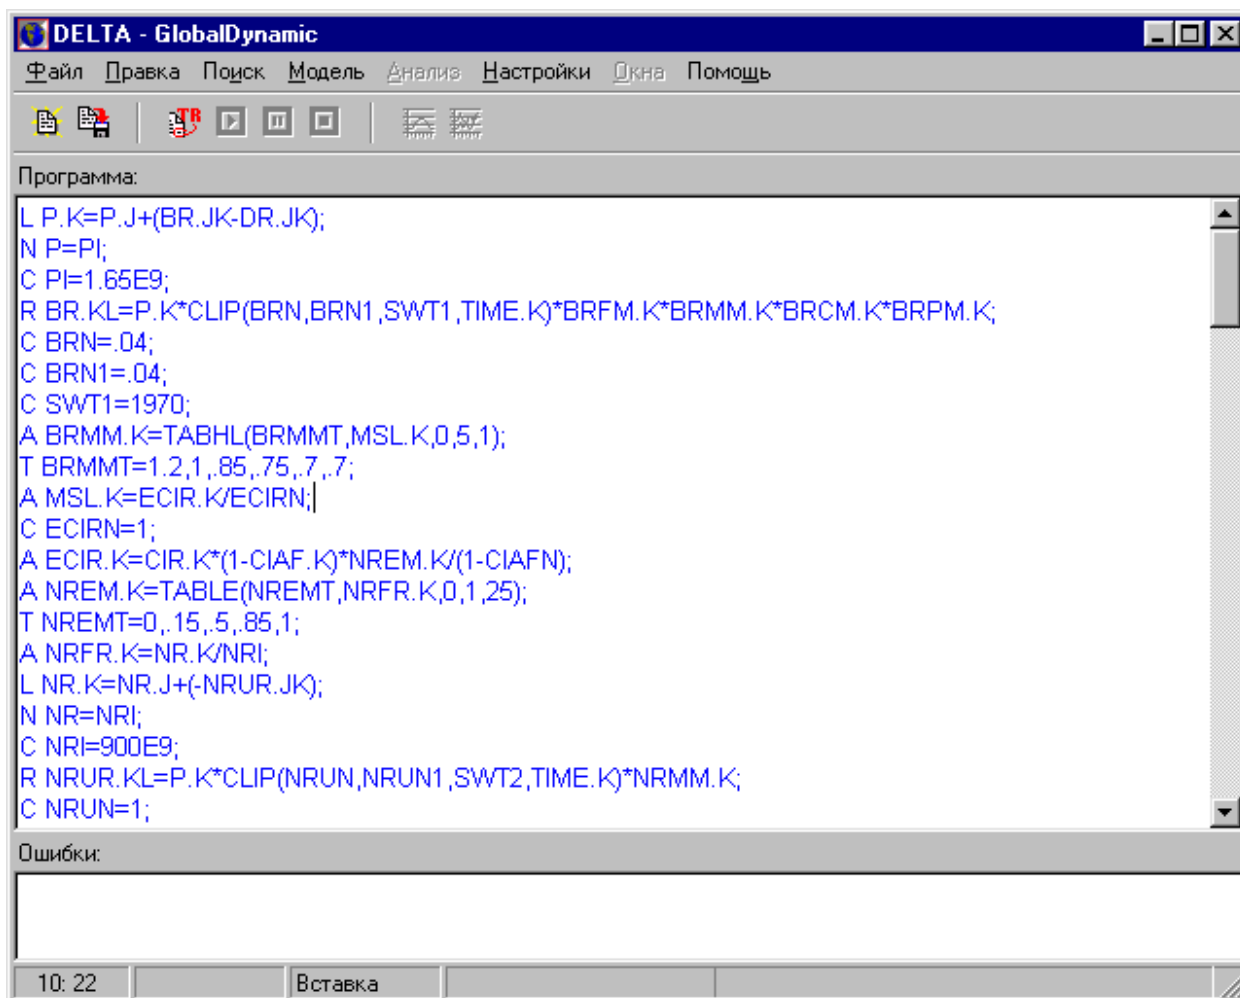 DELTA - GlobalDynamic
Файл Правка Поиск Модель Анализ Настройки Окна Помощь
TR
Программа:
L P.K=P.J+(BR.JK-DR.JK);
N P=PI;
C PI=1.65E9;
R BR.KL=P.K*CLIP(BRN,BRN1,SWT1,TIME.K)*BRFM.K*BRMM.K*BRCM.K*BRPM.K;
C BRN=.04;
C BRN1=.04;
C SWT1=1970;
A BRMM.K=TABHL(BRMMT,MSL.K,0,5,1);
T BRMMT=1.2,1,.85,.75,.7,.7;
A MSL.K=ECIR.K/ECIRN;
C ECIRN=1;
A ECIR.K=CIR.K*(1-CIAF.K)*NREM.K/(1-CIAFN);
A NREM.K=TABLE(NREMT,NRFR.K,0,1,25);
T NREMT=0,.15,.5,.85,1;
A NRFR.K=NR.K/NRI;
L NR.K=NR.J+(-NRUR.JK);
N NR=NRI;
C NRI=900E9;
R NRUR.KL=P.K*CLIP(NRUN,NRUN1,SWT2,TIME.K)*NRMM.K;
C NRUN=1;
Ошибки:
10: 22 Вставка